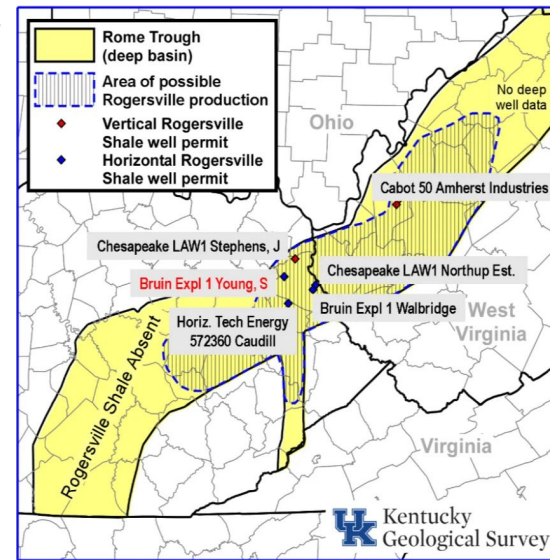 Rome Trough
(deep basin)
Area of possible
Rogersville production
Vertical Rogersville
Shale well permit
Horizontal Rogersville
Shale well permit
No deep
well data
Ohio
Cabot 50 Amherst Industries
Chesapeake LAW1 Stephens, J
Bruin Expl 1 Young, S
Chesapeake LAW1 Northup Est.
Bruin Expl 1 Walbridge
Horiz. Tech Energy
572360 Caudill
West
Virginia
Rogersville Shale Absent
Virginia
UK Kentucky
Geological Survey